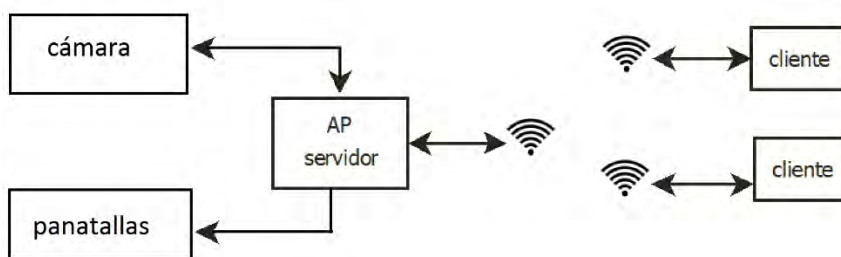 cámara
cliente
AP
servidor
cliente
panatallas